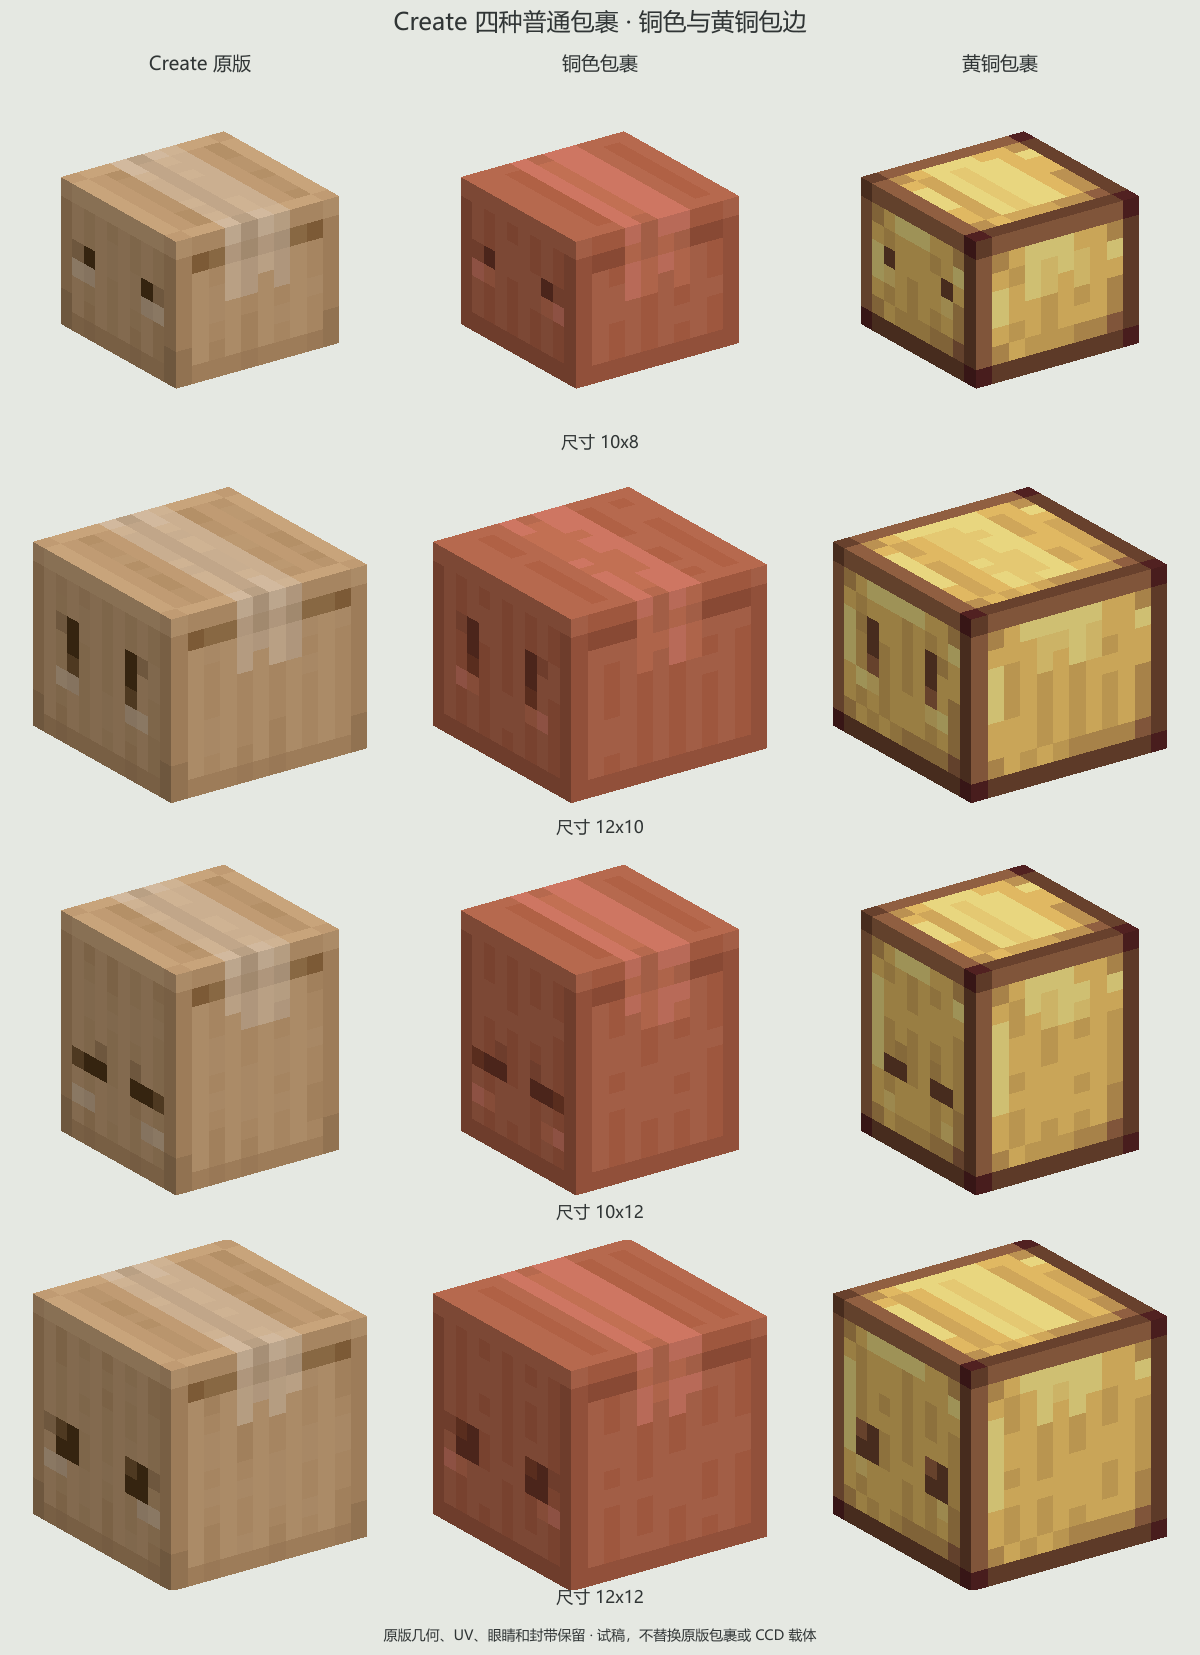 Create 四种普通包裹 · 铜色与黄铜包边
Create 原版
铜色包裹
黄铜包裹
尺寸 10x8
尺寸 12x10
尺寸 10x12
尺寸 12x12
原版几何、UV、眼睛和封带保留 · 试稿，不替换原版包裹或 CCD 载体